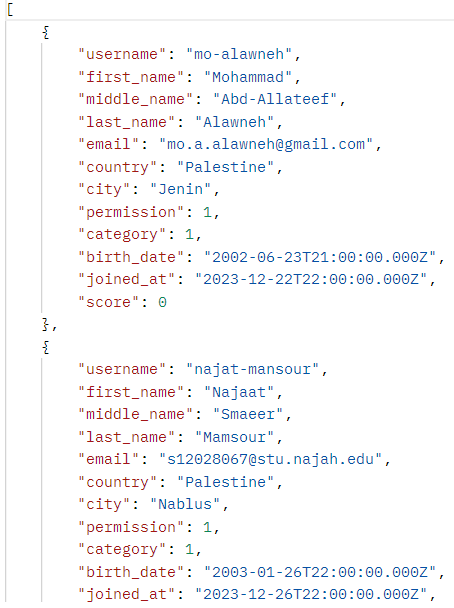 [
{
"username": "mo-alawneh",
"first_name": "Mohammad",
"middle_name": "Abd-Allateef",
"last_name": "Alawneh",
"email": "mo.a.alawneh@gmail.com",
"country": "Palestine",
"city": "Jenin",
"permission": 1,
"category": 1,
"birth_date": "2002-06-23T21:00:00.000Z",
"joined_at": "2023-12-22T22:00:00.000Z",
"score": 0
},
{
"username": "najat-mansour",
"first_name": "Najaat",
"middle_name": "Smaeer",
"last_name": "Mamsour",
"email": "s12028067@stu.najah.edu",
"country": "Palestine",
"city": "Nablus",
"permission": 1,
"category": 1,
"birth_date": "2003-01-26T22:00:00.000Z",
"joined_at": "2023-12-26T22:00:00.000Z",